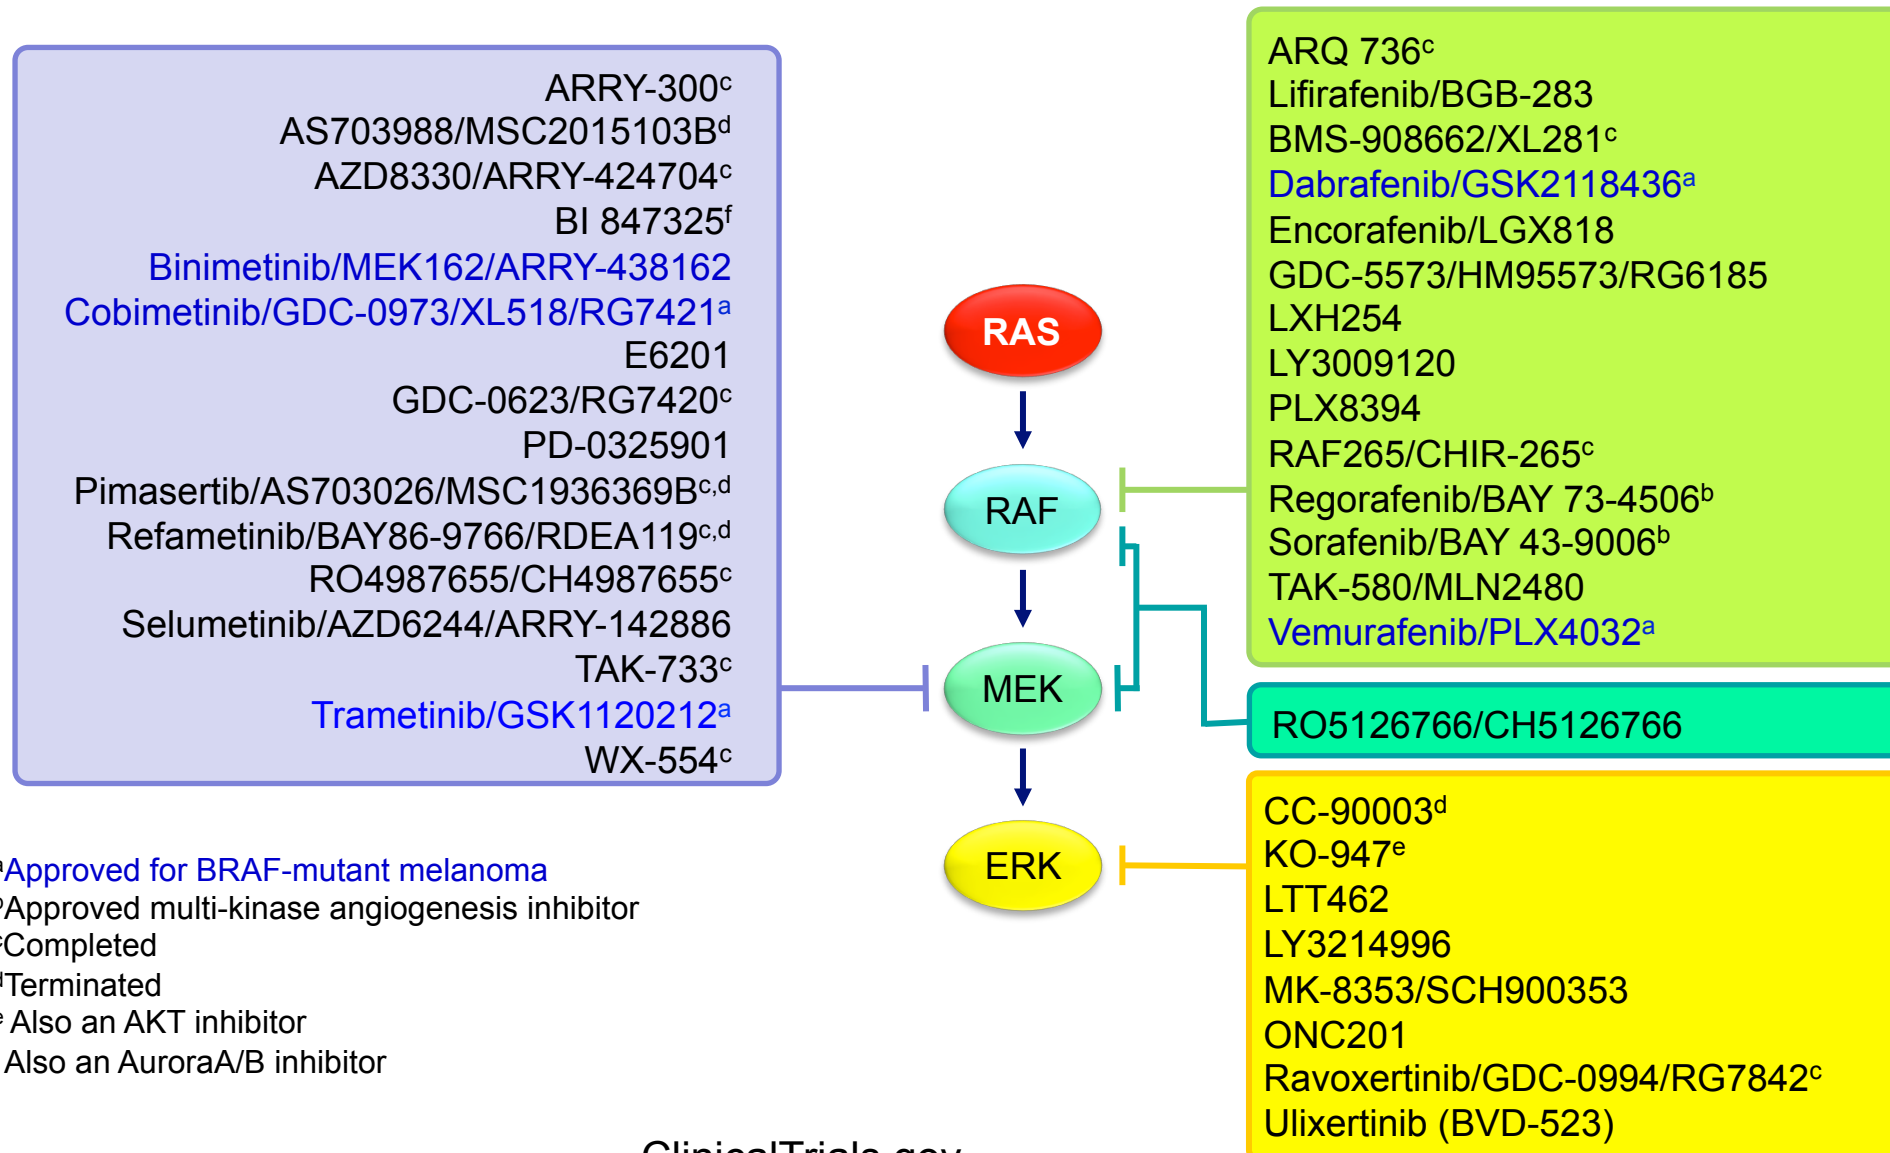 ARRY-300ᶜ
AS703988/MSC2015103Bᵈ
AZD8330/ARRY-424704ᶜ
BI 847325ᶠ
Binimetinib/MEK162/ARRY-438162
Cobimetinib/GDC-0973/XL518/RG7421ᵃ
E6201
GDC-0623/RG7420ᶜ
PD-0325901
Pimasertib/AS703026/MSC1936369Bᶜ,ᵈ
Refametinib/BAY86-9766/RDEA119ᶜ,ᵈ
RO4987655/CH4987655ᶜ
Selumetinib/AZD6244/ARRY-142886
TAK-733ᶜ
Trametinib/GSK1120212ᵃ
WX-554ᶜ
RAS
RAF
MEK
ERK
ARQ 736ᶜ
Lifirafenib/BGB-283
BMS-908662/XL281ᶜ
Dabrafenib/GSK2118436ᵃ
Encorafenib/LGX818
GDC-5573/HM95573/RG6185
LXH254
LY3009120
PLX8394
RAF265/CHIR-265ᶜ
Regorafenib/BAY 73-4506ᵇ
Sorafenib/BAY 43-9006ᵇ
TAK-580/MLN2480
Vemurafenib/PLX4032ᵃ
RO5126766/CH5126766
CC-90003ᵈ
KO-947ᵉ
LTT462
LY3214996
MK-8353/SCH900353
ONC201
Ravoxertinib/GDC-0994/RG7842ᶜ
Ulixertinib (BVD-523)
ᵃApproved for BRAF-mutant melanoma
ᵇApproved multi-kinase angiogenesis inhibitor
ᶜCompleted
ᵈTerminated
ᵉ Also an AKT inhibitor
Also an AuroraA/B inhibitor
ClinicalTrials.gov